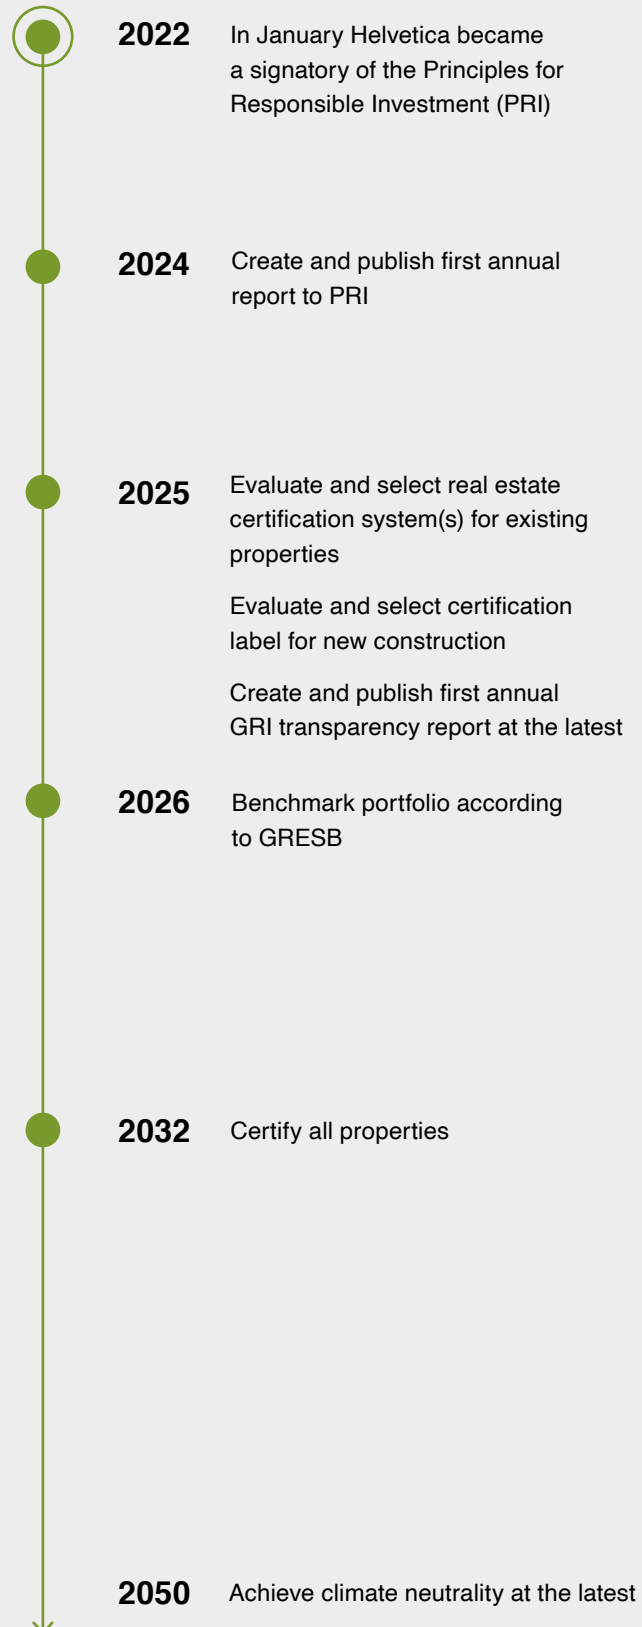 2022 In January Helvetica became
a signatory of the Principles for
Responsible Investment (PRI)
2024 Create and publish first annual
report to PRI
2025 Evaluate and select real estate
certification system(s) for existing
properties
Evaluate and select certification
label for new construction
Create and publish first annual
GRI transparency report at the latest
2026 Benchmark portfolio according
to GRESB
2032 Certify all properties
2050 Achieve climate neutrality at the latest